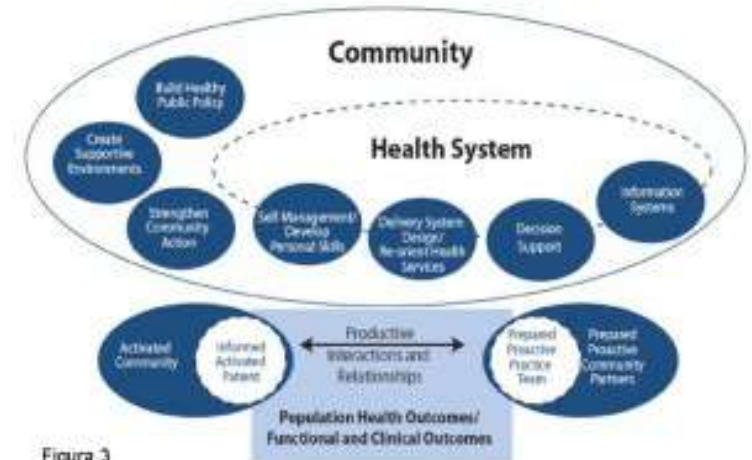 Community
Build Healthy
Public Policy
Create
Supportive
Environments
Strengthen
Community
Action
Health System
Self Management/
Develop
Personal Skills
Delivery System
Design/
Re-orient Health
Services
Decision
Support
Information
Systems
Activated
Community
Informed
Activated
Patient
Productive
Interactions and
Relationships
Prepared
Proactive
Practice
Team
Prepared
Proactive
Community
Partners
Population Health Outcomes/
Functional and Clinical Outcomes
Figura 3